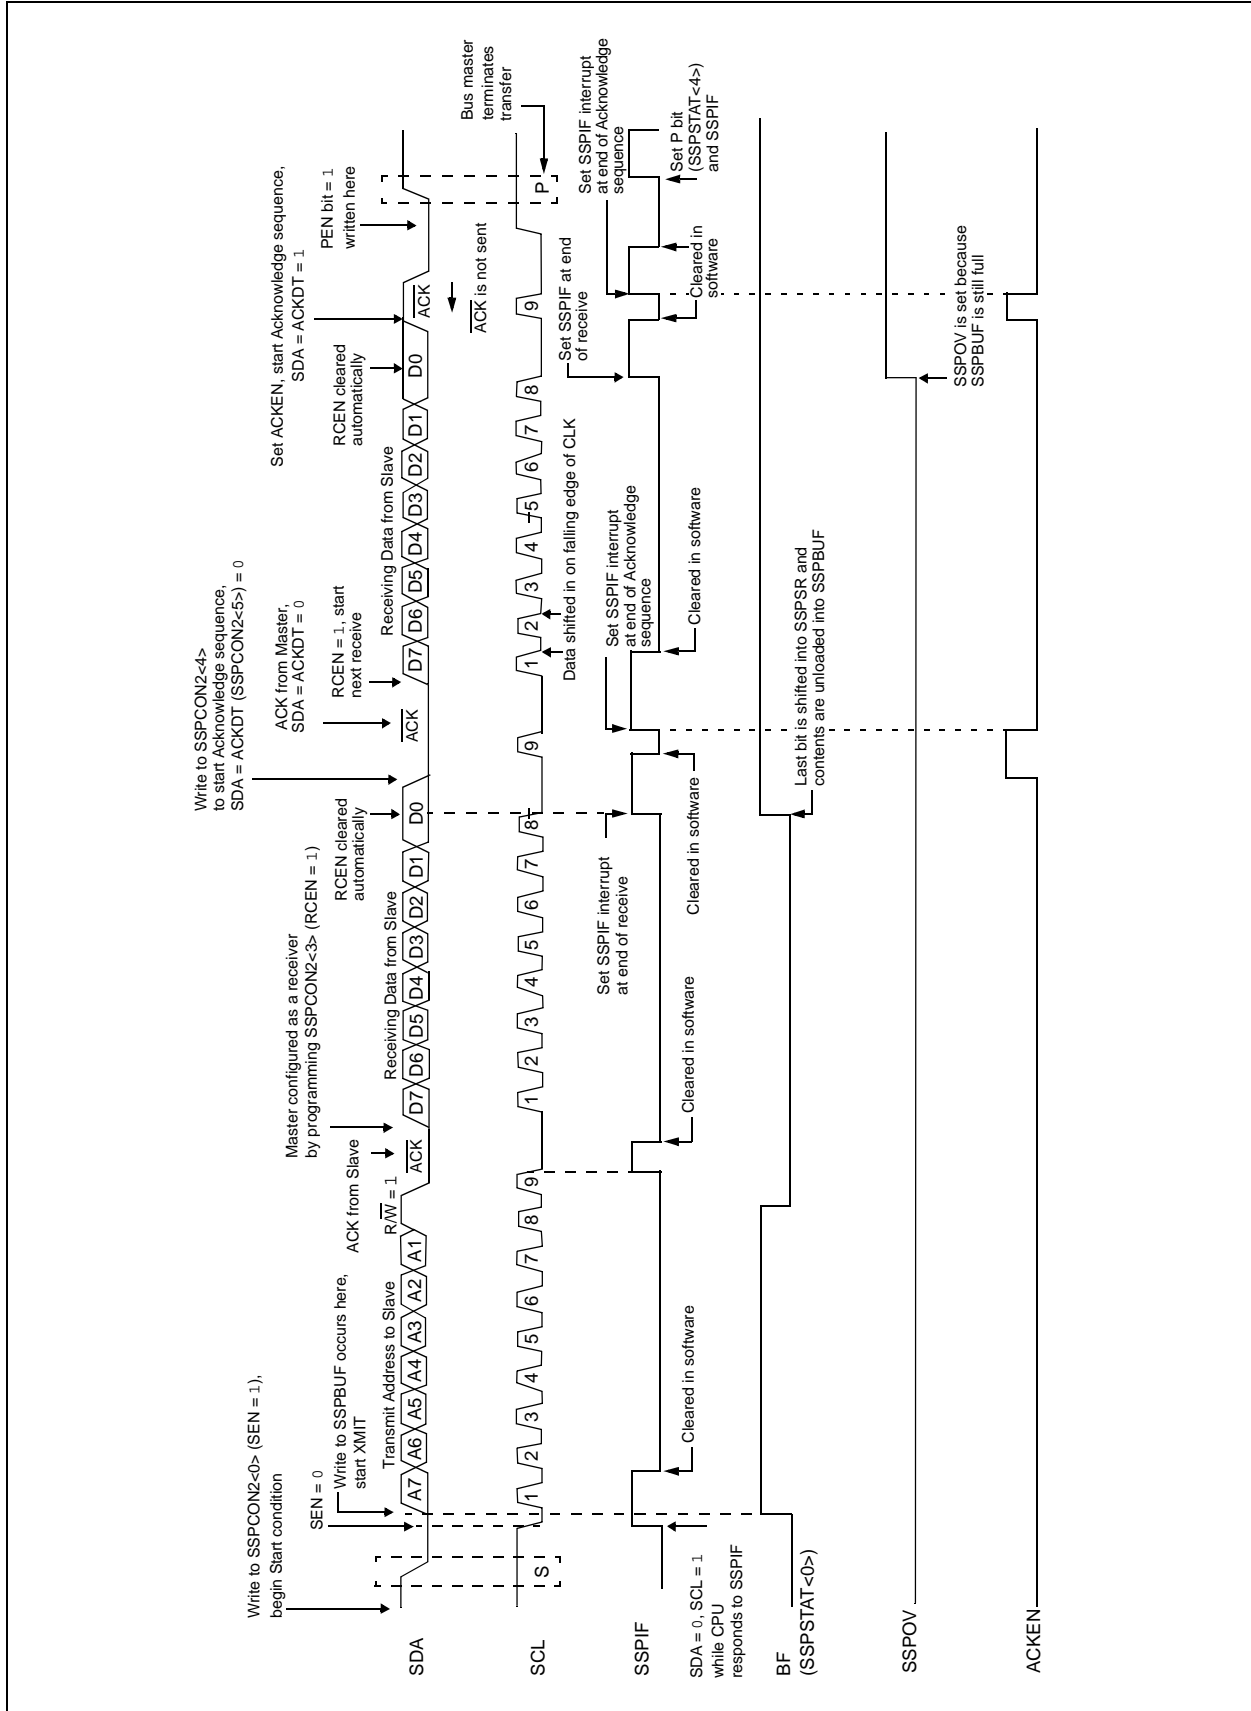 Write to SSPCON2<0> (SEN = 1),
begin Start condition
SEN = 0
Write to SSPBUF occurs here,
start XMIT
Transmit Address to Slave
ACK from Slave
R/W = 1
Master configured as a receiver
by programming SSPCON2<3> (RCEN = 1)
Receiving Data from Slave
RCEN cleared
automatically
Write to SSPCON2<4>
to start Acknowledge sequence,
SDA = ACKDT (SSPCON2<5>) = 0
ACK from Master,
SDA = ACKDT = 0
RCEN = 1, start
next receive
Receiving Data from Slave
RCEN cleared
automatically
Set ACKEN, start Acknowledge sequence,
SDA = ACKDT = 1
PEN bit = 1
written here
SDA
A7 A6 A5 A4 A3 A2 A1
ACK
D7 D6 D5 D4 D3 D2 D1 D0
ACK
D7 D6 D5 D4 D3 D2 D1 D0
ACK
ACK is not sent
Bus master
terminates
transfer
SCL
S
1 2 3 4 5 6 7 8 9
1 2 3 4 5 6 7 8 9
1 2 3 4 5 6 7 8 9
P
Data shifted in on falling edge of CLK
Set SSPIF interrupt
at end of receive
Set SSPIF interrupt
at end of Acknowledge
sequence
Set SSPIF at end
of receive
Set SSPIF interrupt
at end of Acknowledge
sequence
SSPIF
SDA = 0, SCL = 1
while CPU
responds to SSPIF
Cleared in software
Cleared in software
Cleared in software
Cleared in software
Cleared in
software
Set P bit
(SSPSTAT<4>)
and SSPIF
BF
(SSPSTAT<0>)
Last bit is shifted into SSPSR and
contents are unloaded into SSPBUF
SSPOV
SSPOV is set because
SSPBUF is still full
ACKEN